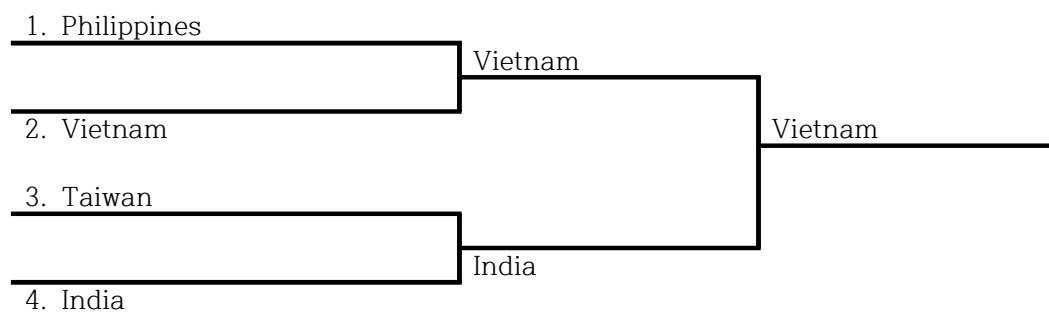 1. Philippines
Vietnam
2. Vietnam
Vietnam
3. Taiwan
India
4. India